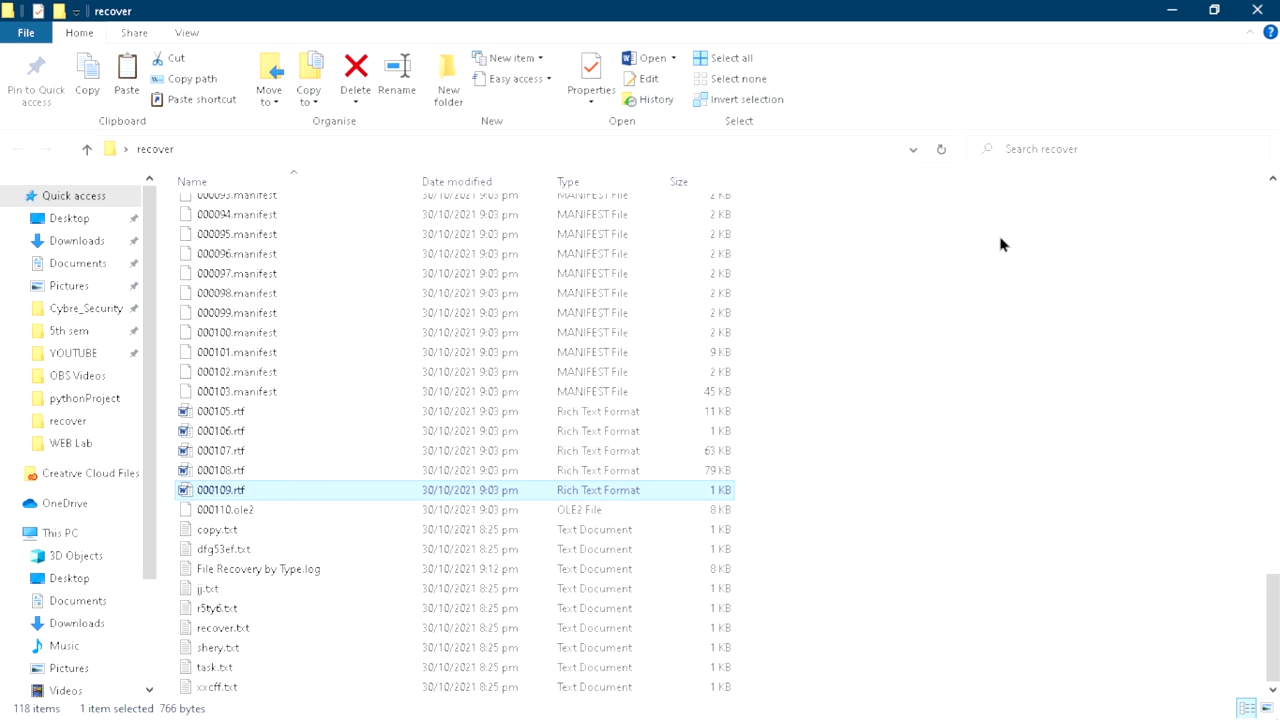 recover
File Home Share View
Pin to Quick access
Copy
Paste
Cut
Copy path
Paste shortcut
Clipboard
Move to
Copy to
Delete
Rename
Organise
New folder
New item
Easy access
New
Properties
Open
Edit
History
Open
Select all
Select none
Invert selection
Select
recover
Search recover
Quick access
Desktop
Downloads
Documents
Pictures
Cybre_Security
5th sem
YOUTUBE
OBS Videos
pythonProject
recover
WEB Lab
Creative Cloud Files
OneDrive
This PC
3D Objects
Desktop
Documents
Downloads
Music
Pictures
Videos
Name Date modified Type Size
000093.manifest 30/10/2021 9:03 pm MANIFEST File 2 KB
000094.manifest 30/10/2021 9:03 pm MANIFEST File 2 KB
000095.manifest 30/10/2021 9:03 pm MANIFEST File 2 KB
000096.manifest 30/10/2021 9:03 pm MANIFEST File 2 KB
000097.manifest 30/10/2021 9:03 pm MANIFEST File 2 KB
000098.manifest 30/10/2021 9:03 pm MANIFEST File 2 KB
000099.manifest 30/10/2021 9:03 pm MANIFEST File 2 KB
000100.manifest 30/10/2021 9:03 pm MANIFEST File 2 KB
000101.manifest 30/10/2021 9:03 pm MANIFEST File 9 KB
000102.manifest 30/10/2021 9:03 pm MANIFEST File 2 KB
000103.manifest 30/10/2021 9:03 pm MANIFEST File 45 KB
000105.rtf 30/10/2021 9:03 pm Rich Text Format 11 KB
000106.rtf 30/10/2021 9:03 pm Rich Text Format 1 KB
000107.rtf 30/10/2021 9:03 pm Rich Text Format 63 KB
000108.rtf 30/10/2021 9:03 pm Rich Text Format 79 KB
000109.rtf 30/10/2021 9:03 pm Rich Text Format 1 KB
000110.ole2 30/10/2021 9:03 pm OLE2 File 8 KB
copy.txt 30/10/2021 8:25 pm Text Document 1 KB
dfg53ef.txt 30/10/2021 8:25 pm Text Document 1 KB
File Recovery by Type.log 30/10/2021 9:12 pm Text Document 8 KB
jj.txt 30/10/2021 8:25 pm Text Document 1 KB
r5ty6.txt 30/10/2021 8:25 pm Text Document 1 KB
recover.txt 30/10/2021 8:25 pm Text Document 1 KB
shery.txt 30/10/2021 8:25 pm Text Document 1 KB
task.txt 30/10/2021 8:25 pm Text Document 1 KB
xxcff.txt 30/10/2021 8:25 pm Text Document 1 KB
118 items 1 item selected 766 bytes